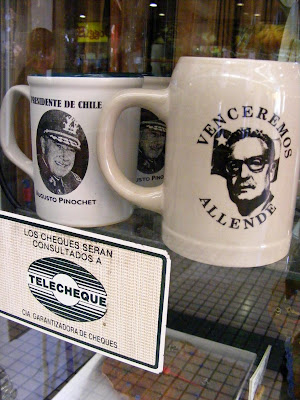 PRESIDENTE DE CHILE
AUGUSTO PINOCHET
VENCEREMOS
ALLENDE
LOS CHEQUES SERAN
CONSULTADOS A
TELECHEQUE
CIA. GARANTIZADORA DE CHEQUES